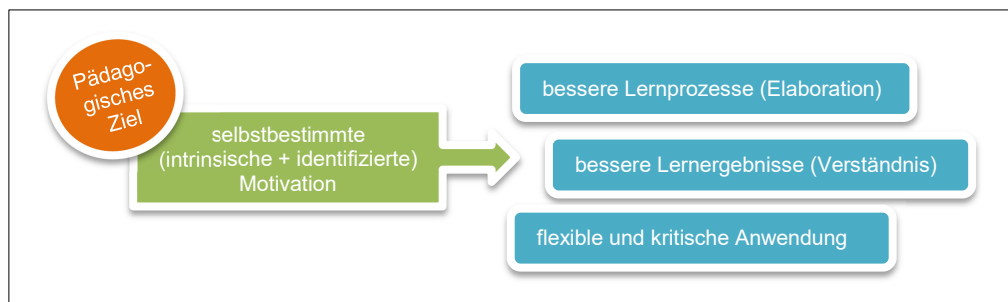 Pädago-
gisches
Ziel
selbstbestimmte
(intrinsische + identifizierte)
Motivation
bessere Lernprozesse (Elaboration)
bessere Lernergebnisse (Verständnis)
flexible und kritische Anwendung